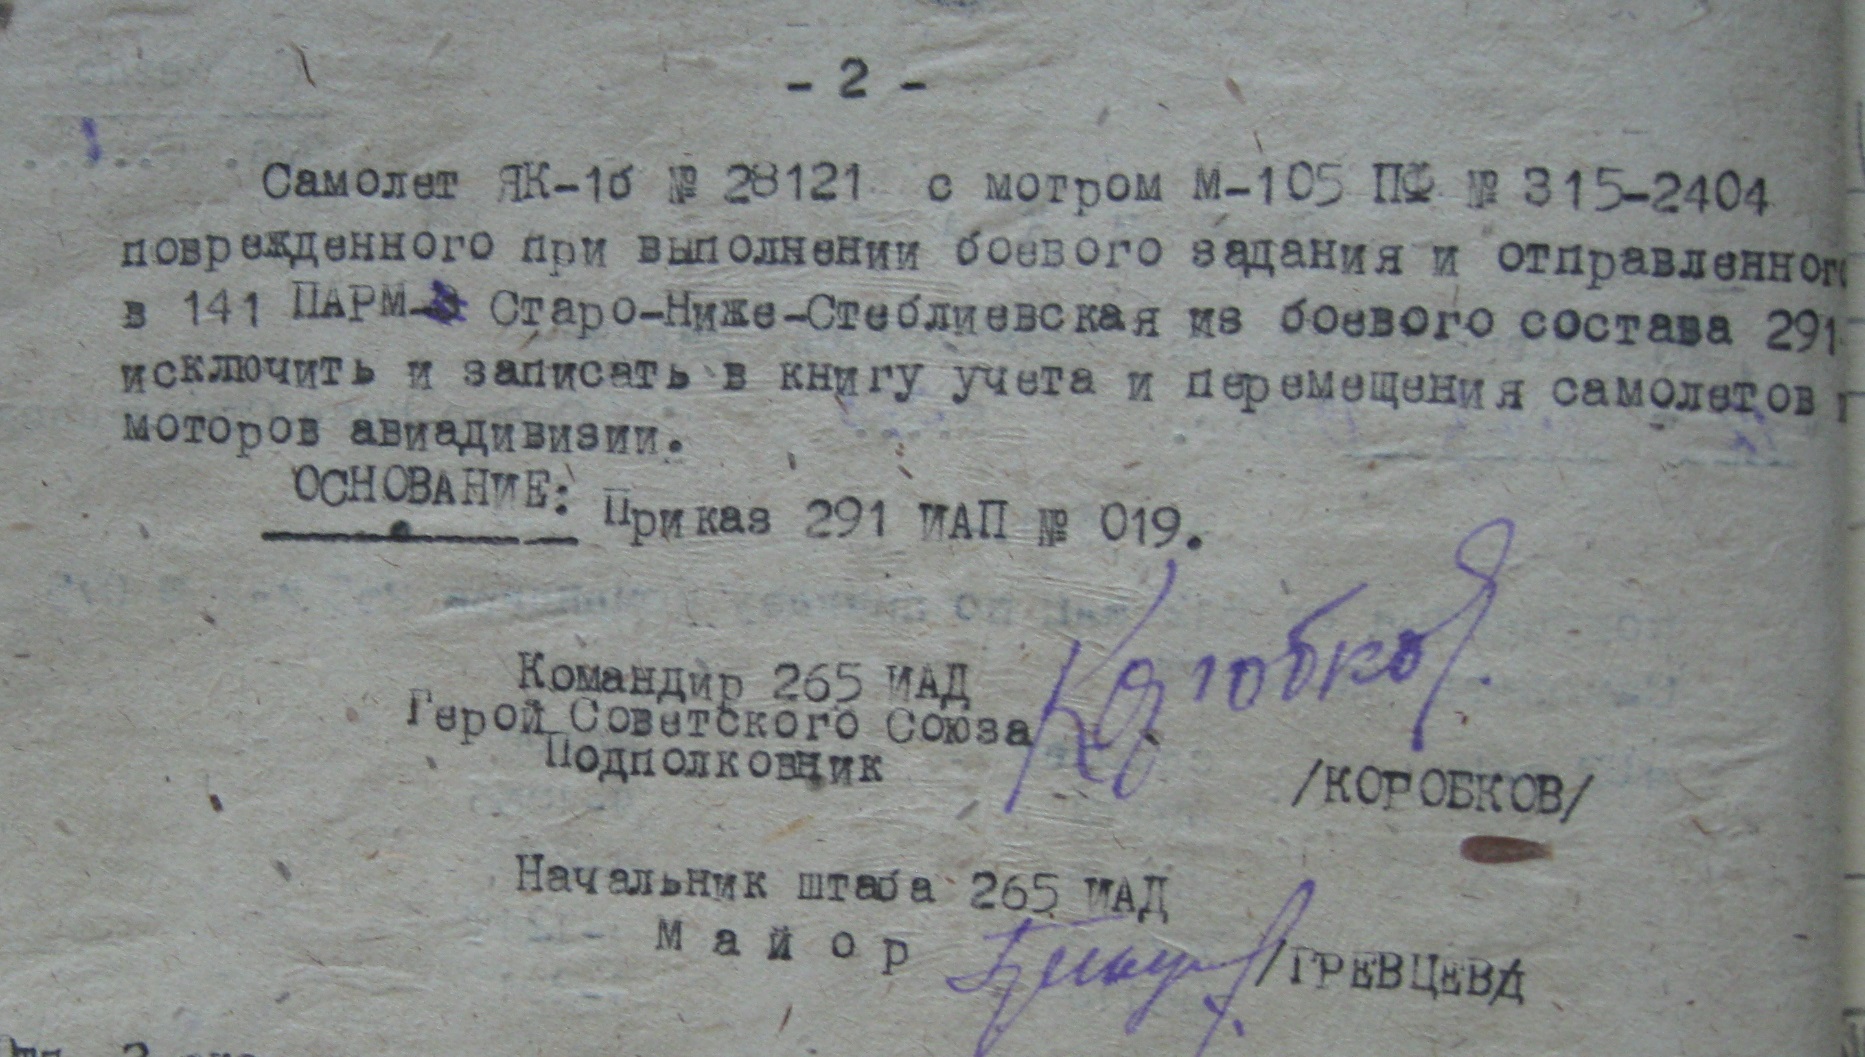 - 2 -
Самолет ЯК-1б № 28121 с мотром М-105 ПФ № 315-2404
поврежденного при выполнении боевого задания и отправленного
в 141 ПАРМ- Старо-Ниже-Стеблиевская из боевого состава 291
исключить и записать в книгу учета и перемещения самолетов
моторов авиадивизии.
ОСНОВАНИЕ: Приказ 291 ИАП № 019.
Командир 265 ИАД
Герой Советского Союза
Подполковник
Коробков
/КОРОБКОВ/
Начальник штаба 265 ИАД
Майор
/ГРЕВЦЕВ/